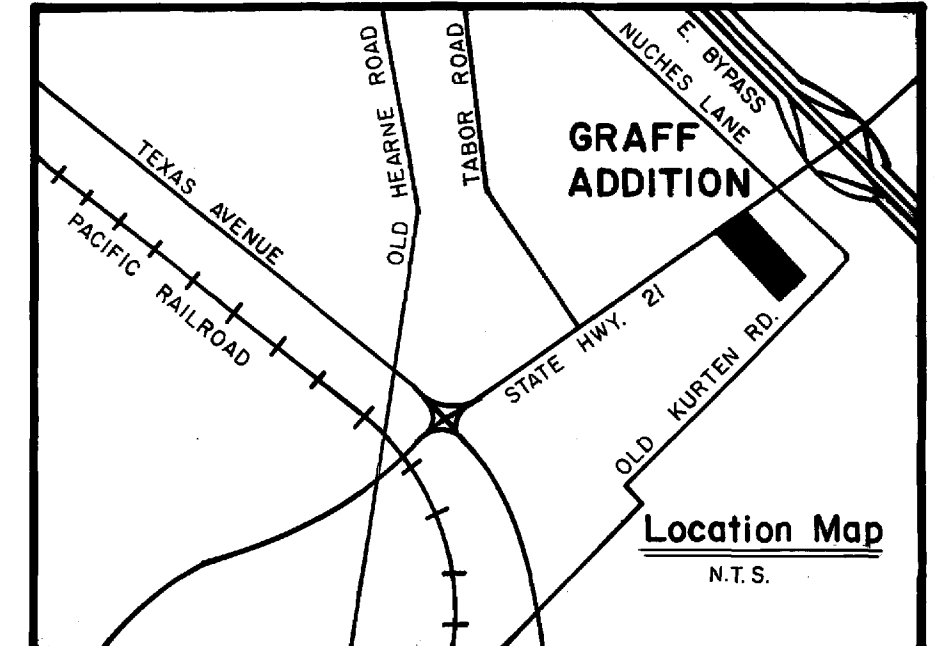 OLD HEARNE ROAD
TABOR ROAD
NUCHES LANE
E. BYPASS
GRAFF
ADDITION
TEXAS AVENUE
PACIFIC RAILROAD
STATE HWY. 21
OLD KURTEN RD.
Location Map
N.T.S.